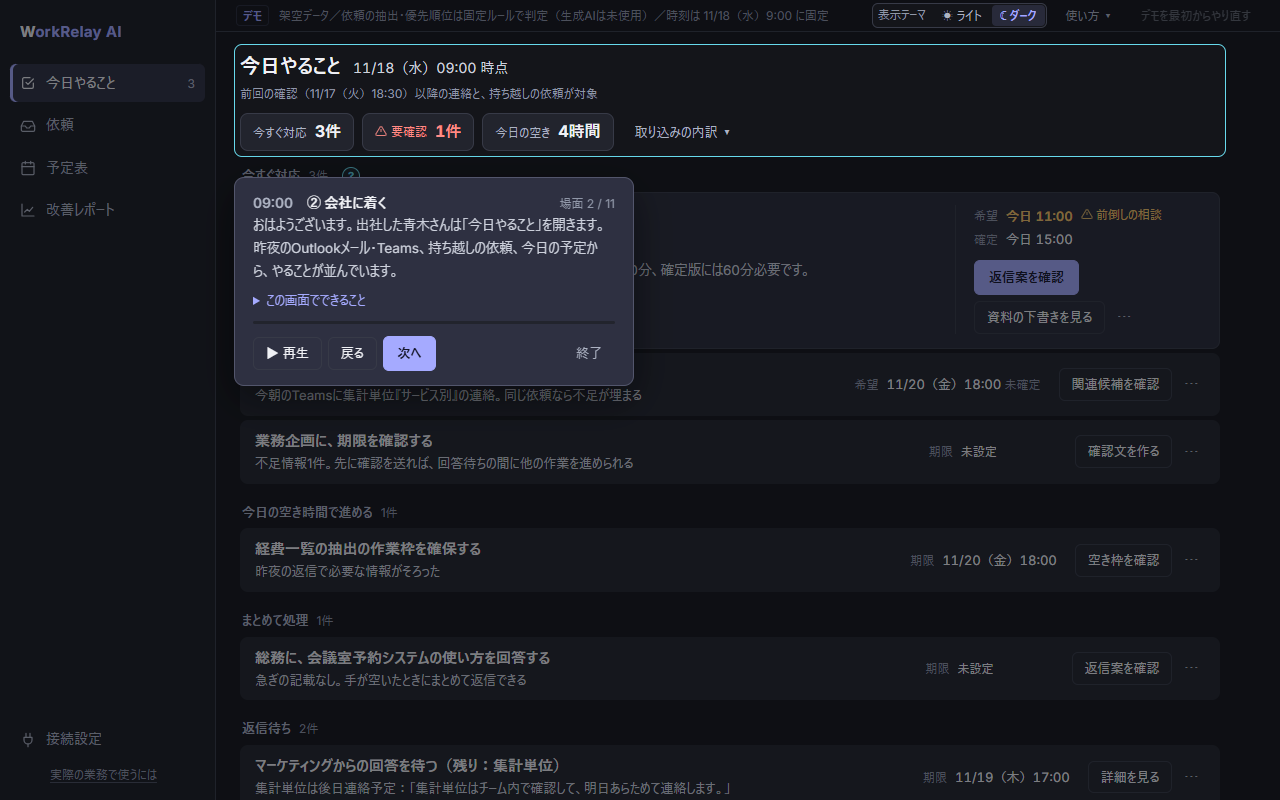 WorkRelay AI
今日やること 3
依頼
予定表
改善レポート
接続設定
実際の業務で使うには
デモ 架空データ／依頼の抽出・優先順位は固定ルールで判定（生成AIは未使用）／時刻は 11/18（水）9:00 に固定
表示テーマ ライト ダーク 使い方 ▾ デモを最初からやり直す
今日やること 11/18（水）09:00 時点
前回の確認（11/17（火）18:30）以降の連絡と、持ち越しの依頼が対象
今すぐ対応 3件 要確認 1件 今日の空き 4時間 取り込みの内訳 ▾
今すぐ対応 3件 ?
09:00 ② 会社に着く 場面 2 / 11
おはようございます。出社した青木さんは「今日やること」を開きます。
昨夜のOutlookメール・Teams、持ち越しの依頼、今日の予定か
ら、やることが並んでいます。
▶ この画面でできること
▶ 再生 戻る 次へ 終了
分、確定版には60分必要です。
希望 今日 11:00 前倒しの相談
確定 今日 15:00
返信案を確認
資料の下書きを見る ···
今朝のTeamsに集計単位『サービス別』の連絡。同じ依頼なら不足が埋まる
希望 11/20（金）18:00 未確定 関連候補を確認 ···
業務企画に、期限を確認する
不足情報1件。先に確認を送れば、回答待ちの間に他の作業を進められる
期限 未設定 確認文を作る ···
今日の空き時間で進める 1件
経費一覧の抽出の作業枠を確保する
昨夜の返信で必要な情報がそろった
期限 11/20（金）18:00 空き枠を確認 ···
まとめて処理 1件
総務に、会議室予約システムの使い方を回答する
急ぎの記載なし。手が空いたときにまとめて返信できる
期限 未設定 返信案を確認 ···
返信待ち 2件
マーケティングからの回答を待つ（残り：集計単位）
集計単位は後日連絡予定：「集計単位はチーム内で確認して、明日あらためて連絡します。」
期限 11/19（木）17:00 詳細を見る ···